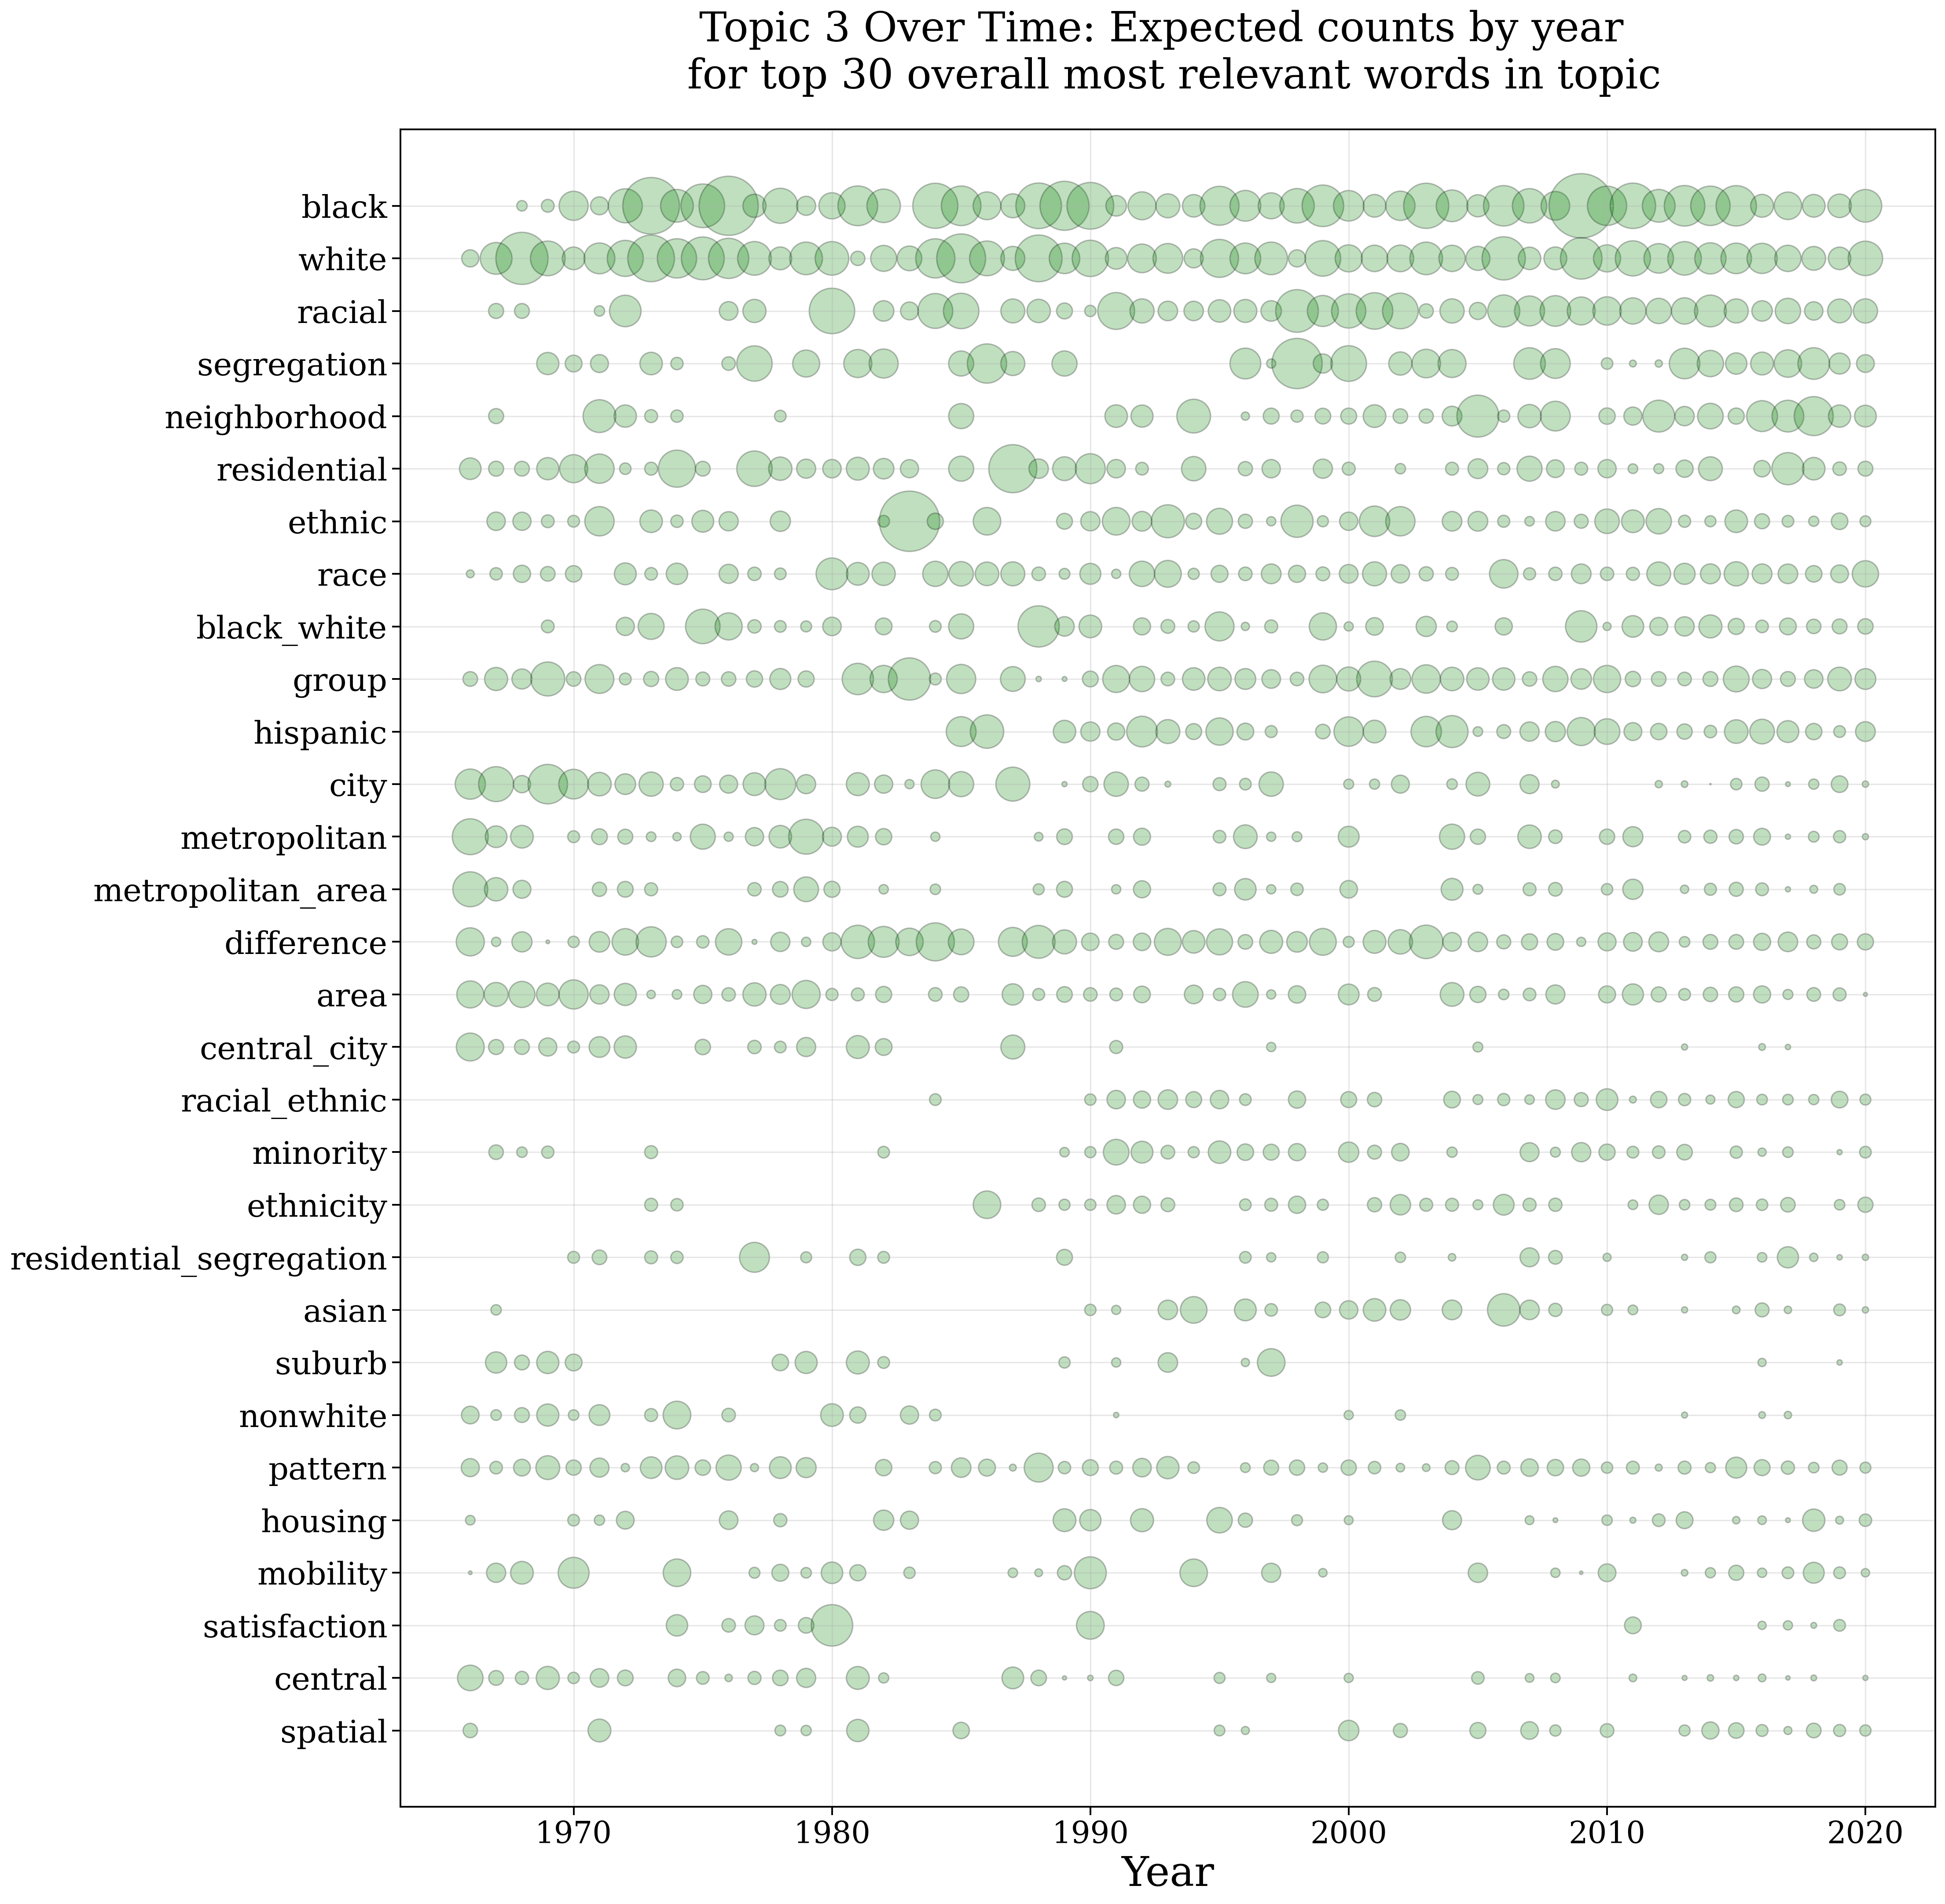 Topic 3 Over Time: Expected counts by year
for top 30 overall most relevant words in topic
black
white
racial
segregation
neighborhood
residential
ethnic
race
black_white
group
hispanic
city
metropolitan
metropolitan_area
difference
area
central_city
racial_ethnic
minority
ethnicity
residential_segregation
asian
suburb
nonwhite
pattern
housing
mobility
satisfaction
central
spatial
1970 1980 1990 2000 2010 2020
Year